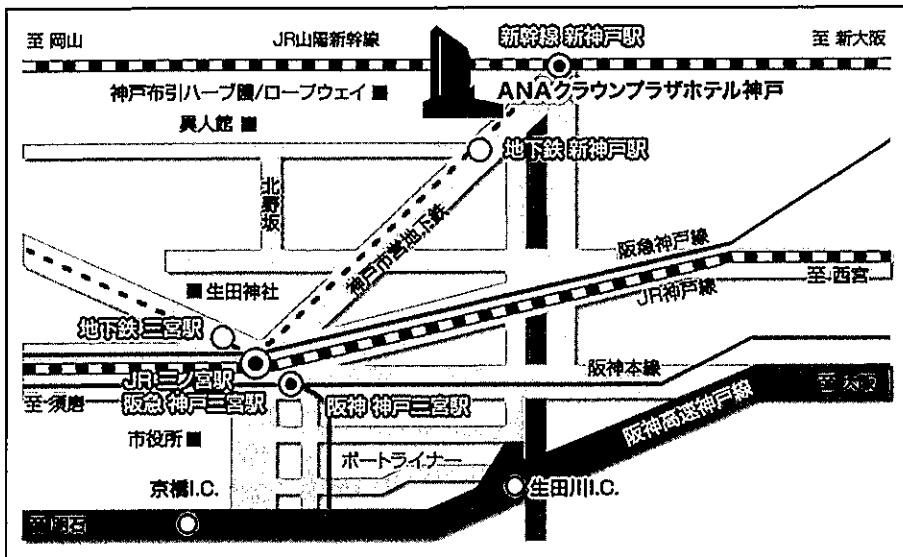 至 岡山
JR山陽新幹線
新幹線 新神戸駅
至 新大阪
神戸布引ハーブ園/ロープウェイ
ANAクラウンプラザホテル神戸
異人館
地下鉄 新神戸駅
北野坂
神戸市営地下鉄
阪急神戸線
至 西宮
生田神社
JR神戸線
地下鉄 三宮駅
阪神本線
JR 三ノ宮駅
至 大阪
至 須磨
阪急 神戸三宮駅
阪神 神戸三宮駅
阪神高速神戸線
市役所
ポートライナー
京橋I.C.
生田川I.C.
至 明石